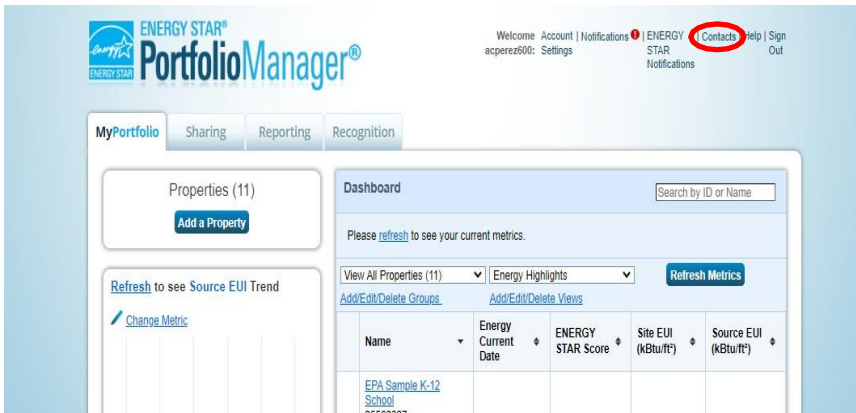 ENERGY STAR®
PortfolioManager®
energy
ENERGY STAR
Welcome
acperez600:
Account | Notifications
Settings
! | ENERGY
STAR
Notifications
| Contacts
Help | Sign
Out
MyPortfolio Sharing Reporting Recognition
Properties (11)
Add a Property
Refresh to see Source EUI Trend
Change Metric
Dashboard
Search by ID or Name
Please refresh to see your current metrics.
View All Properties (11) Energy Highlights Refresh Metrics
Add/Edit/Delete Groups Add/Edit/Delete Views
Name
Energy
Current
Date
ENERGY
STAR Score
Site EUI
(kBtu/ft²)
Source EUI
(kBtu/ft²)
EPA Sample K-12
School